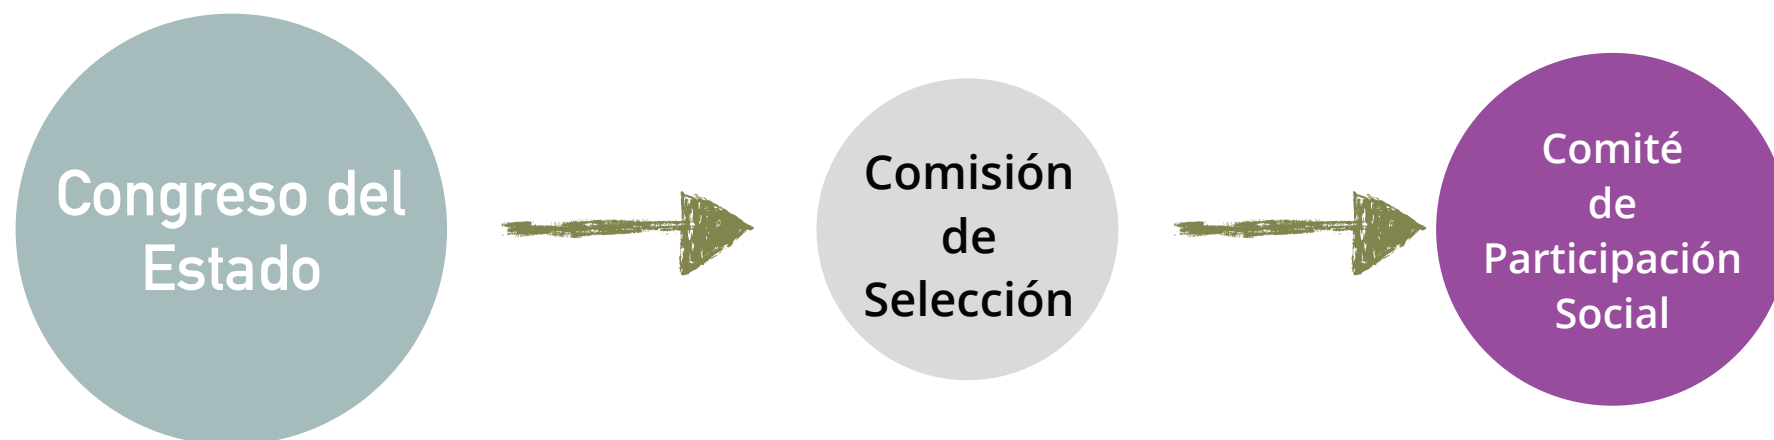 Congreso del
Estado
Comisión
de
Selección
Comité
de
Participación
Social